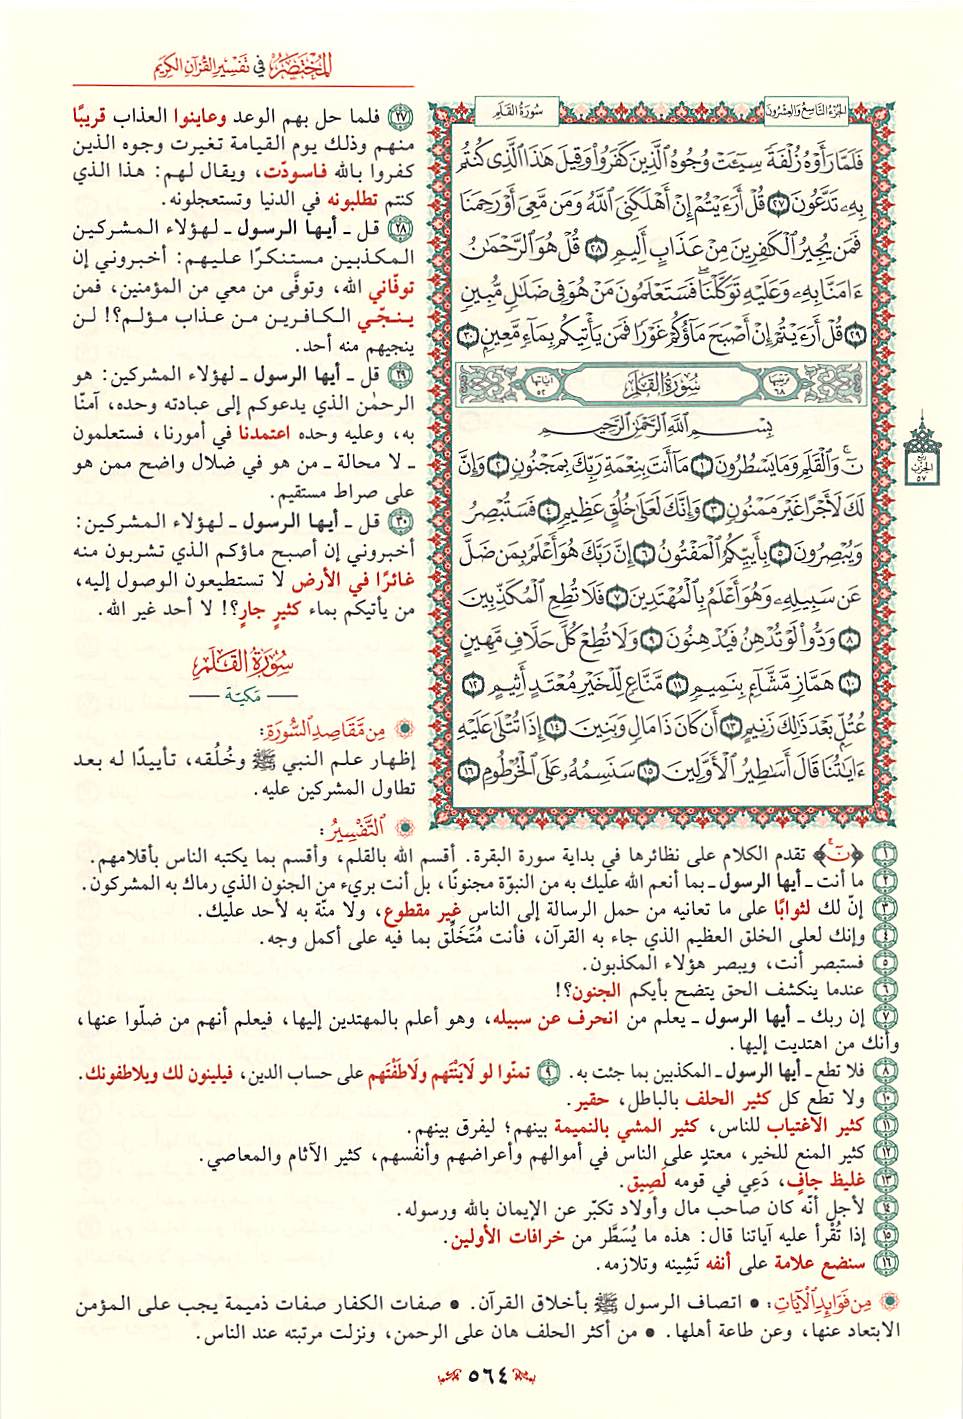 المختصر في تفسير القرآن الكريم
الجزء التاسع والعشرون
سورة القلم
فَلَمَّا رَأَوْهُ زُلْفَةً سِيٓـَٔتْ وُجُوهُ ٱلَّذِينَ كَفَرُوا۟ وَقِيلَ هَـٰذَا ٱلَّذِى كُنتُم
بِهِۦ تَدَّعُونَ ٢٧ قُلْ أَرَءَيْتُمْ إِنْ أَهْلَكَنِىَ ٱللَّهُ وَمَن مَّعِىَ أَوْ رَحِمَنَا
فَمَن يُجِيرُ ٱلْكَـٰفِرِينَ مِنْ عَذَابٍ أَلِيمٍ ٢٨ قُلْ هُوَ ٱلرَّحْمَـٰنُ
ءَامَنَّا بِهِۦ وَعَلَيْهِ تَوَكَّلْنَا ۖ فَسَتَعْلَمُونَ مَنْ هُوَ فِى ضَلَـٰلٍ مُّبِينٍ
٢٩ قُلْ أَرَءَيْتُمْ إِنْ أَصْبَحَ مَآؤُكُمْ غَوْرًا فَمَن يَأْتِيكُم بِمَآءٍ مَّعِينٍ ٣٠
ترتيبها ٦٨
سورة القلم
آياتها ٥٢
بِسْمِ ٱللَّهِ ٱلرَّحْمَـٰنِ ٱلرَّحِيمِ
نٓ ۚ وَٱلْقَلَمِ وَمَا يَسْطُرُونَ ١ مَآ أَنتَ بِنِعْمَةِ رَبِّكَ بِمَجْنُونٍ ٢ وَإِنَّ
لَكَ لَأَجْرًا غَيْرَ مَمْنُونٍ ٣ وَإِنَّكَ لَعَلَىٰ خُلُقٍ عَظِيمٍ ٤ فَسَتُبْصِرُ
وَيُبْصِرُونَ ٥ بِأَييِّكُمُ ٱلْمَفْتُونُ ٦ إِنَّ رَبَّكَ هُوَ أَعْلَمُ بِمَن ضَلَّ
عَن سَبِيلِهِۦ وَهُوَ أَعْلَمُ بِٱلْمُهْتَدِينَ ٧ فَلَا تُطِعِ ٱلْمُكَذِّبِينَ
٨ وَدُّوا۟ لَوْ تُدْهِنُ فَيُدْهِنُونَ ٩ وَلَا تُطِعْ كُلَّ حَلَّافٍ مَّهِينٍ
١٠ هَمَّازٍ مَّشَّآءٍۭ بِنَمِيمٍ ١١ مَّنَّاعٍ لِّلْخَيْرِ مُعْتَدٍ أَثِيمٍ ١٢
عُتُلٍّۭ بَعْدَ ذَٰلِكَ زَنِيمٍ ١٣ أَن كَانَ ذَا مَالٍ وَبَنِينَ ١٤ إِذَا تُتْلَىٰ عَلَيْهِ
ءَايَـٰتُنَا قَالَ أَسَـٰطِيرُ ٱلْأَوَّلِينَ ١٥ سَنَسِمُهُۥ عَلَى ٱلْخُرْطُومِ ١٦
ربع
الحزب
٥٧
٢٧ فلما حل بهم الوعد وعاينوا العذاب قريبًا
منهم وذلك يوم القيامة تغيرت وجوه الذين
كفروا بالله فاسودّت، ويقال لهم: هذا الذي
كنتم تطلبونه في الدنيا وتستعجلونه.
٢٨ قل ـ أيها الرسول ـ لهؤلاء المشركين
المكذبين مستنكرًا عليهم: أخبروني إن
توفّاني الله، وتوفَّى من معي من المؤمنين، فمن
ينجّي الكافرين من عذاب مؤلم؟! لن
ينجيهم منه أحد.
٢٩ قل ـ أيها الرسول ـ لهؤلاء المشركين: هو
الرحمٰن الذي يدعوكم إلى عبادته وحده، آمنّا
به، وعليه وحده اعتمدنا في أمورنا، فستعلمون
ـ لا محالة ـ من هو في ضلال واضح ممن هو
على صراط مستقيم.
٣٠ قل ـ أيها الرسول ـ لهؤلاء المشركين:
أخبروني إن أصبح ماؤكم الذي تشربون منه
غائرًا في الأرض لا تستطيعون الوصول إليه،
من يأتيكم بماء كثيرٍ جارٍ؟! لا أحد غير الله.
سورة القلم
ـ مكية ـ
من مقاصد السورة:
إظهار علم النبي ﷺ وخُلُقه، تأييدًا له بعد
تطاول المشركين عليه.
التفسير:
١ ﴿نٓ ۚ﴾ تقدم الكلام على نظائرها في بداية سورة البقرة. أقسم الله بالقلم، وأقسم بما يكتبه الناس بأقلامهم.
٢ ما أنت ـ أيها الرسول ـ بما أنعم الله عليك به من النبوّة مجنونًا، بل أنت بريء من الجنون الذي رماك به المشركون.
٣ إنّ لك لثوابًا على ما تعانيه من حمل الرسالة إلى الناس غير مقطوع، ولا منّة به لأحد عليك.
٤ وإنك لعلى الخلق العظيم الذي جاء به القرآن، فأنت مُتَخَلِّق بما فيه على أكمل وجه.
٥ فستبصر أنت، ويبصر هؤلاء المكذبون.
٦ عندما ينكشف الحق يتضح بأيكم الجنون؟!
٧ إن ربك ـ أيها الرسول ـ يعلم من انحرف عن سبيله، وهو أعلم بالمهتدين إليها، فيعلم أنهم من ضلّوا عنها،
وأنك من اهتديت إليها.
٨ فلا تطع ـ أيها الرسول ـ المكذبين بما جئت به. ٩ تمنّوا لو لَايَنْتَهم ولَاطَفْتَهم على حساب الدين، فيلينون لك ويلاطفونك.
١٠ ولا تطع كل كثير الحلف بالباطل، حقير.
١١ كثير الاغتياب للناس، كثير المشي بالنميمة بينهم؛ ليفرق بينهم.
١٢ كثير المنع للخير، معتدٍ على الناس في أموالهم وأعراضهم وأنفسهم، كثير الآثام والمعاصي.
١٣ غليظ جافٍ، دَعِي في قومه لَصِيق.
١٤ لأجل أنّه كان صاحب مال وأولاد تكبّر عن الإيمان بالله ورسوله.
١٥ إذا تُقْرأ عليه آياتنا قال: هذه ما يُسَطَّر من خرافات الأولين.
١٦ سنضع علامة على أنفه تَشِينه وتلازمه.
من فوائد الآيات: • اتصاف الرسول ﷺ بأخلاق القرآن. • صفات الكفار صفات ذميمة يجب على المؤمن
الابتعاد عنها، وعن طاعة أهلها. • من أكثر الحلف هان على الرحمن، ونزلت مرتبته عند الناس.
٥٦٤